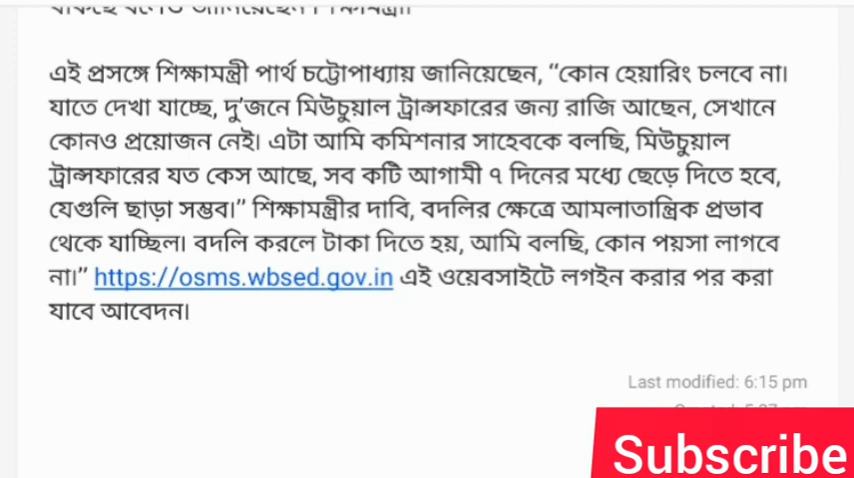 এই প্রসঙ্গে শিক্ষামন্ত্রী পার্থ চট্টোপাধ্যায় জানিয়েছেন, “কোন হেয়ারিং চলবে না।
যাতে দেখা যাচ্ছে, দু'জনে মিউচুয়াল ট্রান্সফারের জন্য রাজি আছেন, সেখানে
কোনও প্রয়োজন নেই। এটা আমি কমিশনার সাহেবকে বলছি, মিউচুয়াল
ট্রান্সফারের যত কেস আছে, সব কটি আগামী ৭ দিনের মধ্যে ছেড়ে দিতে হবে,
যেগুলি ছাড়া সম্ভব।” শিক্ষামন্ত্রীর দাবি, বদলির ক্ষেত্রে আমলাতান্ত্রিক প্রভাব
থেকে যাচ্ছিল। বদলি করলে টাকা দিতে হয়, আমি বলছি, কোন পয়সা লাগবে
না।” https://osms.wbsed.gov.in এই ওয়েবসাইটে লগইন করার পর করা
যাবে আবেদন।
Last modified: 6:15 pm
Subscribe